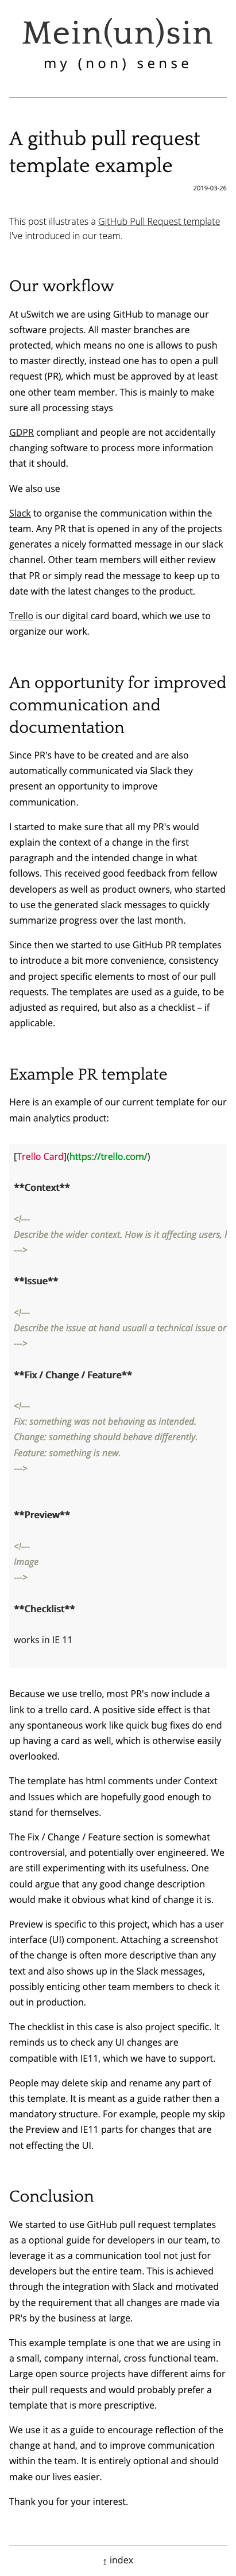 Mein(un)sin
my (non) sense
A github pull request
template example
2019-03-26
This post illustrates a GitHub Pull Request template
I've introduced in our team.
Our workflow
At uSwitch we are using GitHub to manage our
software projects. All master branches are
protected, which means no one is allows to push
to master directly, instead one has to open a pull
request (PR), which must be approved by at least
one other team member. This is mainly to make
sure all processing stays
GDPR compliant and people are not accidentally
changing software to process more information
that it should.
We also use
Slack to organise the communication within the
team. Any PR that is opened in any of the projects
generates a nicely formatted message in our slack
channel. Other team members will either review
that PR or simply read the message to keep up to
date with the latest changes to the product.
Trello is our digital card board, which we use to
organize our work.
An opportunity for improved
communication and
documentation
Since PR's have to be created and are also
automatically communicated via Slack they
present an opportunity to improve
communication.
I started to make sure that all my PR's would
explain the context of a change in the first
paragraph and the intended change in what
follows. This received good feedback from fellow
developers as well as product owners, who started
to use the generated slack messages to quickly
summarize progress over the last month.
Since then we started to use GitHub PR templates
to introduce a bit more convenience, consistency
and project specific elements to most of our pull
requests. The templates are used as a guide, to be
adjusted as required, but also as a checklist – if
applicable.
Example PR template
Here is an example of our current template for our
main analytics product:
[Trello Card](https://trello.com/)
**Context**
<!---
Describe the wider context. How is it affecting users,
--->
**Issue**
<!---
Describe the issue at hand usuall a technical issue or
--->
**Fix / Change / Feature**
<!---
Fix: something was not behaving as intended.
Change: something should behave differently.
Feature: something is new.
--->
**Preview**
<!---
Image
--->
**Checklist**
works in IE 11
Because we use trello, most PR's now include a
link to a trello card. A positive side effect is that
any spontaneous work like quick bug fixes do end
up having a card as well, which is otherwise easily
overlooked.
The template has html comments under Context
and Issues which are hopefully good enough to
stand for themselves.
The Fix / Change / Feature section is somewhat
controversial, and potentially over engineered. We
are still experimenting with its usefulness. One
could argue that any good change description
would make it obvious what kind of change it is.
Preview is specific to this project, which has a user
interface (UI) component. Attaching a screenshot
of the change is often more descriptive than any
text and also shows up in the Slack messages,
possibly enticing other team members to check it
out in production.
The checklist in this case is also project specific. It
reminds us to check any UI changes are
compatible with IE11, which we have to support.
People may delete skip and rename any part of
this template. It is meant as a guide rather then a
mandatory structure. For example, people my skip
the Preview and IE11 parts for changes that are
not effecting the UI.
Conclusion
We started to use GitHub pull request templates
as a optional guide for developers in our team, to
leverage it as a communication tool not just for
developers but the entire team. This is achieved
through the integration with Slack and motivated
by the requirement that all changes are made via
PR's by the business at large.
This example template is one that we are using in
a small, company internal, cross functional team.
Large open source projects have different aims for
their pull requests and would probably prefer a
template that is more prescriptive.
We use it as a guide to encourage reflection of the
change at hand, and to improve communication
within the team. It is entirely optional and should
make our lives easier.
Thank you for your interest.
↑ index